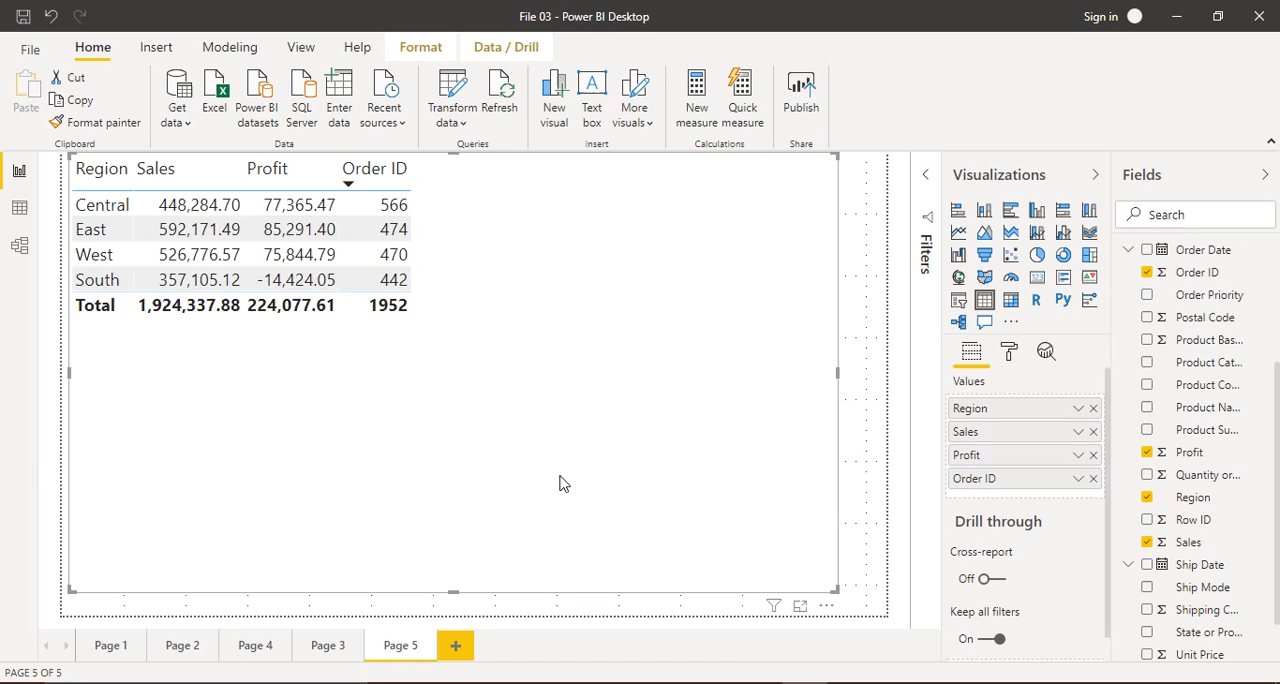 File 03 - Power BI Desktop
Sign in
File Home Insert Modeling View Help Format Data / Drill
Paste
Cut
Copy
Format painter
Clipboard
Get data
Excel
Power BI datasets
SQL Server
Enter data
Recent sources
Data
Transform data
Refresh
Queries
New visual
A
Text box
More visuals
Insert
New measure
Quick measure
Calculations
Publish
Share
Region Sales Profit Order ID
Central 448,284.70 77,365.47 566
East 592,171.49 85,291.40 474
West 526,776.57 75,844.79 470
South 357,105.12 -14,424.05 442
Total 1,924,337.88 224,077.61 1952
Filters
Visualizations
R Py
Values
Region
Sales
Profit
Order ID
Drill through
Cross-report
Off
Keep all filters
On
Fields
Search
Order Date
Σ Order ID
Order Priority
Σ Postal Code
Σ Product Bas...
Product Cat...
Product Co...
Product Na...
Product Su...
Σ Profit
Σ Quantity or...
Region
Σ Row ID
Σ Sales
Ship Date
Ship Mode
Σ Shipping C...
State or Pro...
Σ Unit Price
Page 1 Page 2 Page 4 Page 3 Page 5 +
PAGE 5 OF 5